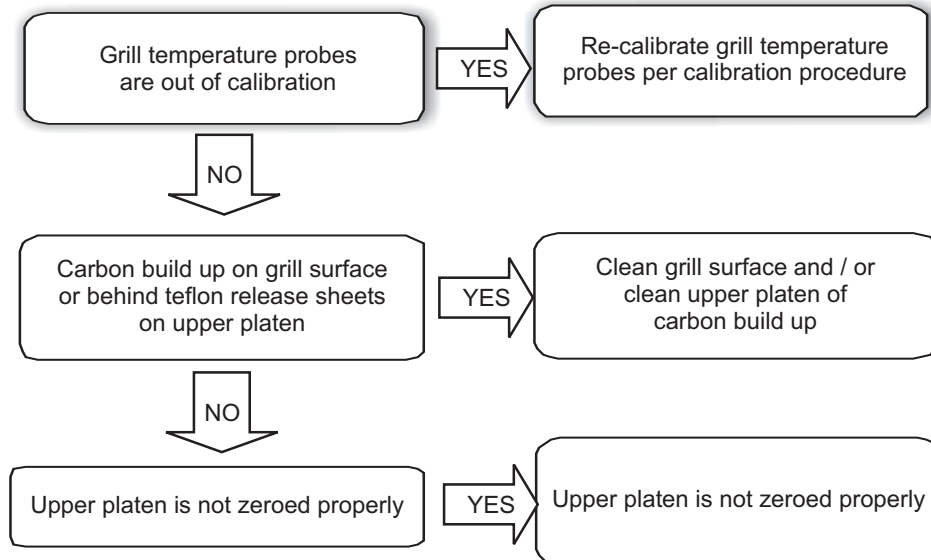 Grill temperature probes
are out of calibration
YES
Re-calibrate grill temperature
probes per calibration procedure
NO
Carbon build up on grill surface
or behind teflon release sheets
on upper platen
YES
Clean grill surface and / or
clean upper platen of
carbon build up
NO
Upper platen is not zeroed properly
YES
Upper platen is not zeroed properly